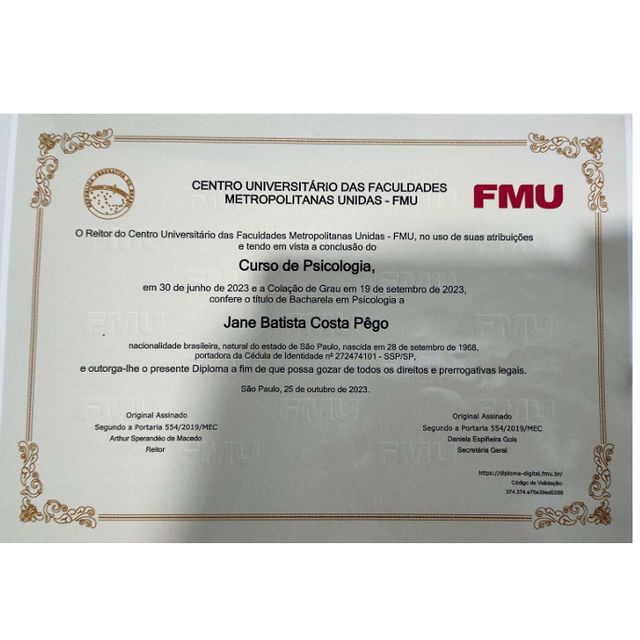 CENTRO UNIVERSITÁRIO DAS FACULDADES
METROPOLITANAS UNIDAS - FMU
FMU
O Reitor do Centro Universitário das Faculdades Metropolitanas Unidas - FMU, no uso de suas atribuições
e tendo em vista a conclusão do
Curso de Psicologia,
em 30 de junho de 2023 e a Colação de Grau em 19 de setembro de 2023,
confere o título de Bacharela em Psicologia a
Jane Batista Costa Pêgo
nacionalidade brasileira, natural do estado de São Paulo, nascida em 28 de setembro de 1968,
portadora da Cédula de Identidade nº 272474101 - SSP/SP,
e outorga-lhe o presente Diploma a fim de que possa gozar de todos os direitos e prerrogativas legais.
São Paulo, 25 de outubro de 2023.
Original Assinado
Segundo a Portaria 554/2019/MEC
Arthur Sperandéo de Macedo
Reitor
Original Assinado
Segundo a Portaria 554/2019/MEC
Daniela Espiñeira Gois
Secretária Geral
https://diploma-digital.fmu.br/
Código de Validação:
374.374.e75e39ed0289